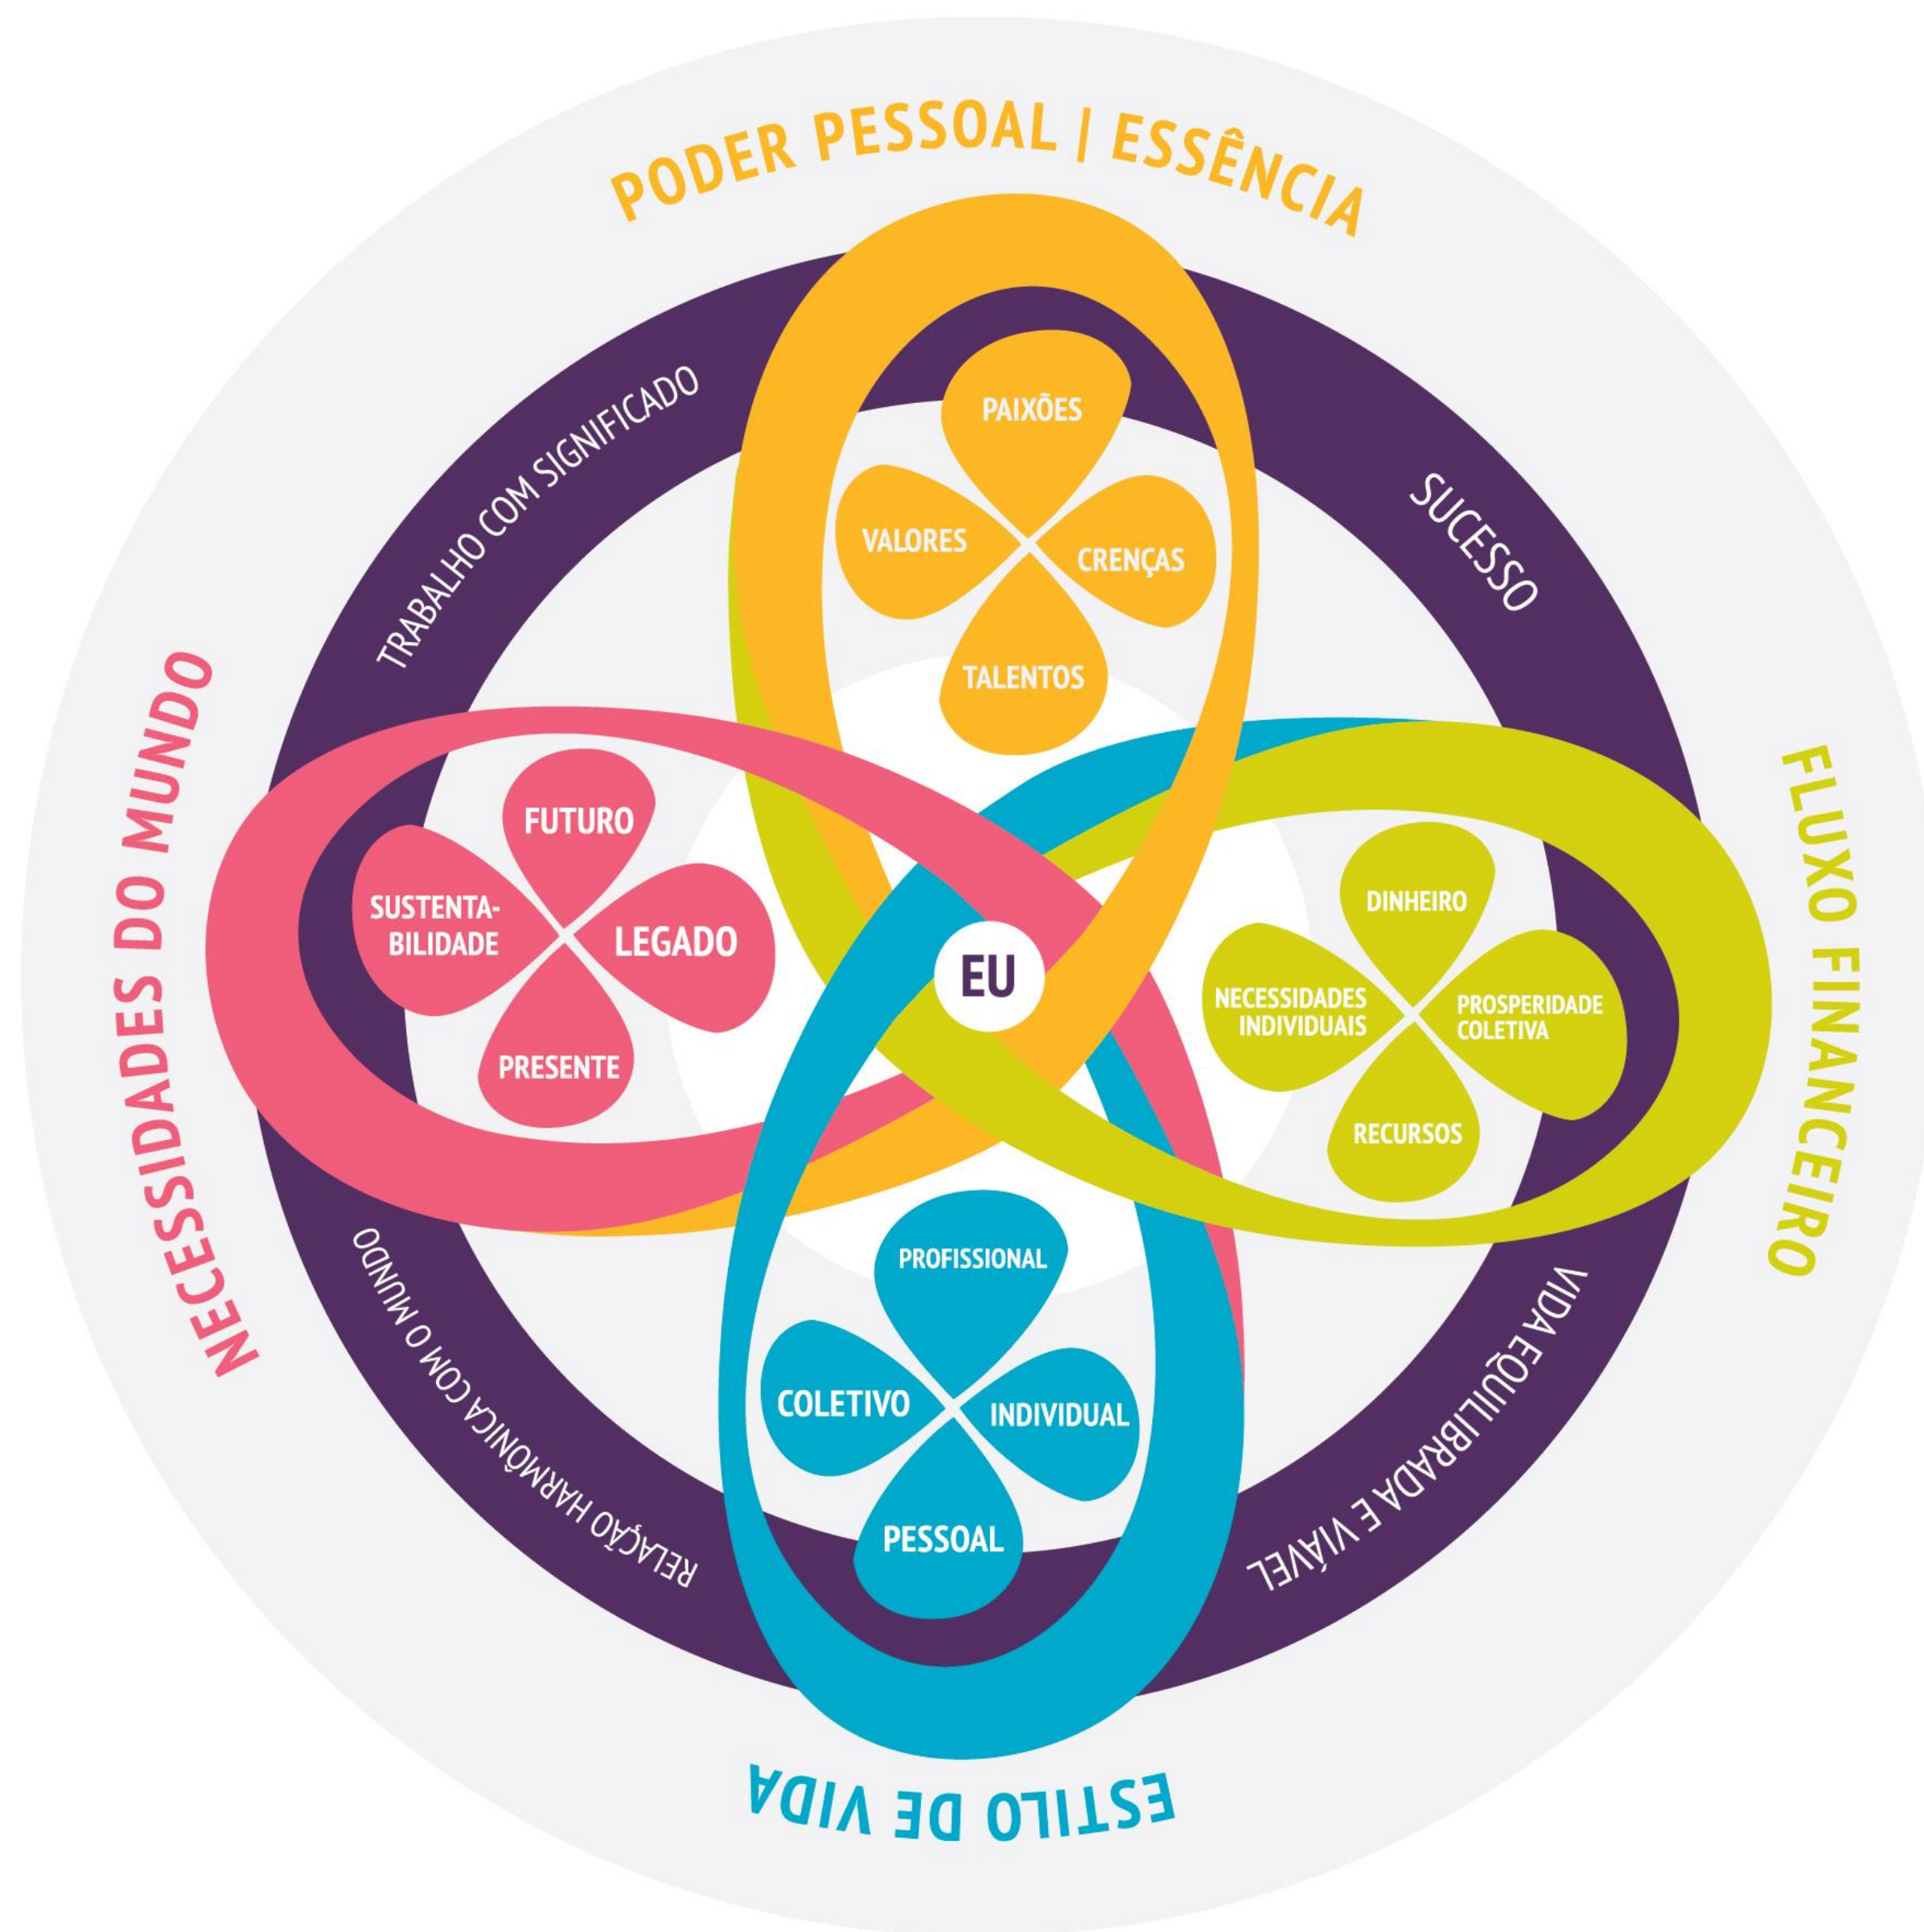 PODER PESSOAL | ESSÊNCIA
TRABALHO COM SIGNIFICADO
SUCESSO
PAIXÕES
VALORES
CRENÇAS
TALENTOS
NECESSIDADES DO MUNDO
FUTURO
SUSTENTA-
BILIDADE
LEGADO
PRESENTE
EU
FLUXO FINANCEIRO
DINHEIRO
NECESSIDADES
INDIVIDUAIS
PROSPERIDADE
COLETIVA
RECURSOS
PROFISSIONAL
COLETIVO
INDIVIDUAL
PESSOAL
RELAÇÃO HARMÔNICA COM O MUNDO
VIDA EQUILIBRADA E VIÁVEL
ESTILO DE VIDA